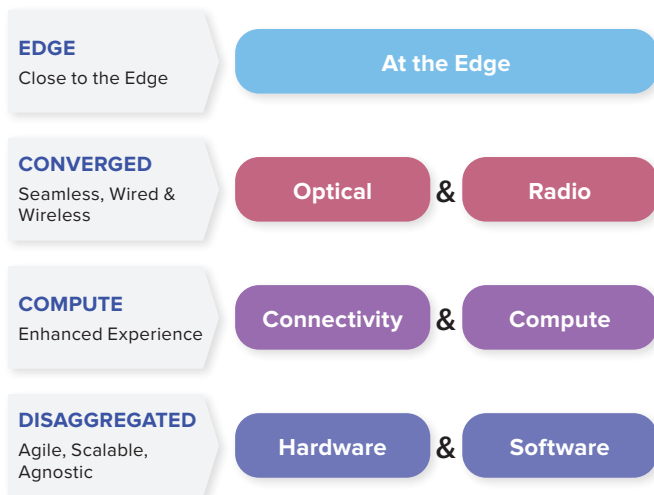 EDGE
Close to the Edge
At the Edge
CONVERGED
Seamless, Wired &
Wireless
Optical & Radio
COMPUTE
Enhanced Experience
Connectivity & Compute
DISAGGREGATED
Agile, Scalable,
Agnostic
Hardware & Software